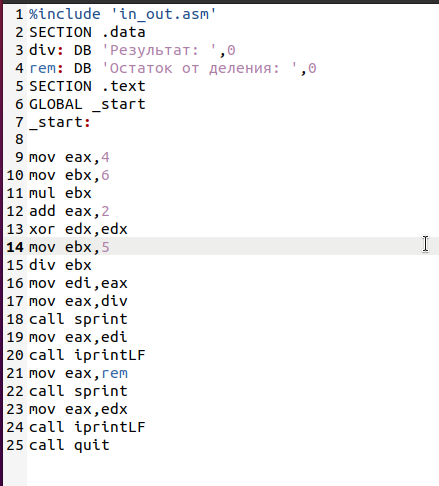 1 %include 'in_out.asm'
2 SECTION .data
3 div: DB 'Результат: ',0
4 rem: DB 'Остаток от деления: ',0
5 SECTION .text
6 GLOBAL _start
7 _start:
8
9 mov eax,4
10 mov ebx,6
11 mul ebx
12 add eax,2
13 xor edx,edx
14 mov ebx,5
15 div ebx
16 mov edi,eax
17 mov eax,div
18 call sprint
19 mov eax,edi
20 call iprintLF
21 mov eax,rem
22 call sprint
23 mov eax,edx
24 call iprintLF
25 call quit